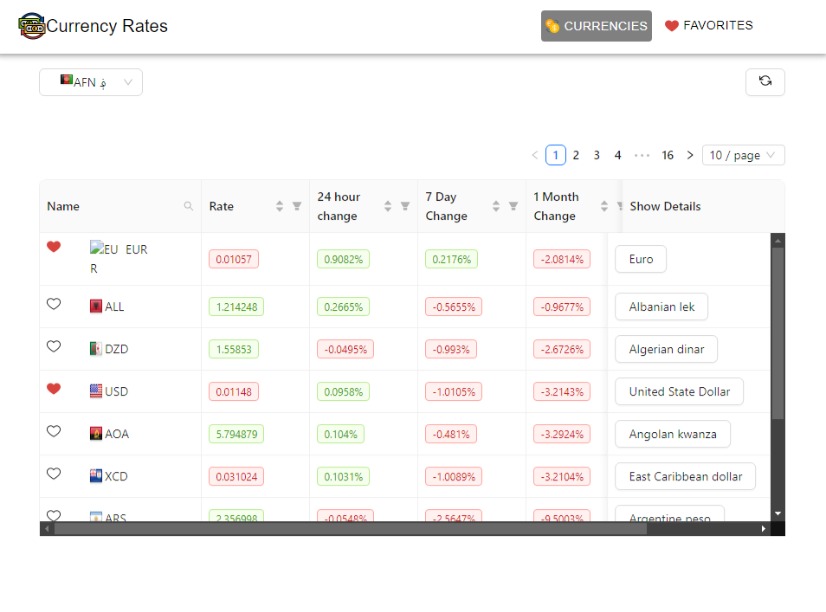 Currency Rates
CURRENCIES
FAVORITES
AFN ؋
1 2 3 4 ••• 16
10 / page
Name Rate 24 hour change 7 Day Change 1 Month Change Show Details
EU R EUR 0.01057 0.9082% 0.2176% -2.0814% Euro
ALL 1.214248 0.2665% -0.5655% -0.9677% Albanian lek
DZD 1.55853 -0.0495% -0.993% -2.6726% Algerian dinar
USD 0.01148 0.0958% -1.0105% -3.2143% United State Dollar
AOA 5.794879 0.104% -0.481% -3.2924% Angolan kwanza
XCD 0.031024 0.1031% -1.0089% -3.2104% East Caribbean dollar
ARS 2.356998 -0.0548% -2.5647% -9.5003% Argentine peso